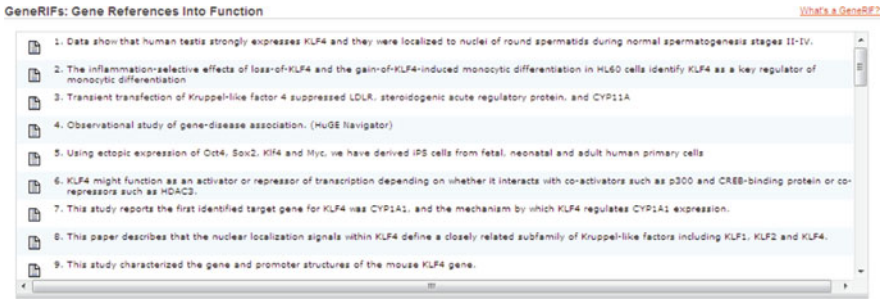 GeneRIFs: Gene References Into Function
What's a GeneRIF?
1. Data show that human testis strongly expresses KLF4 and they were localized to nuclei of round spermatids during normal spermatogenesis stages II-IV.
2. The inflammation-selective effects of loss-of-KLF4 and the gain-of-KLF4-induced monocytic differentiation in HL60 cells identify KLF4 as a key regulator of
monocytic differentiation
3. Transient transfection of Kruppel-like factor 4 suppressed LDLR, steroidogenic acute regulatory protein, and CYP11A
4. Observational study of gene-disease association. (HuGE Navigator)
5. Using ectopic expression of Oct4, Sox2, Klf4 and Myc, we have derived iPS cells from fetal, neonatal and adult human primary cells
6. KLF4 might function as an activator or repressor of transcription depending on whether it interacts with co-activators such as p300 and CREB-binding protein or co-
repressors such as HDAC3.
7. This study reports the first identified target gene for KLF4 was CYP1A1, and the mechanism by which KLF4 regulates CYP1A1 expression.
8. This paper describes that the nuclear localization signals within KLF4 define a closely related subfamily of Kruppel-like factors including KLF1, KLF2 and KLF4.
9. This study characterized the gene and promoter structures of the mouse KLF4 gene.